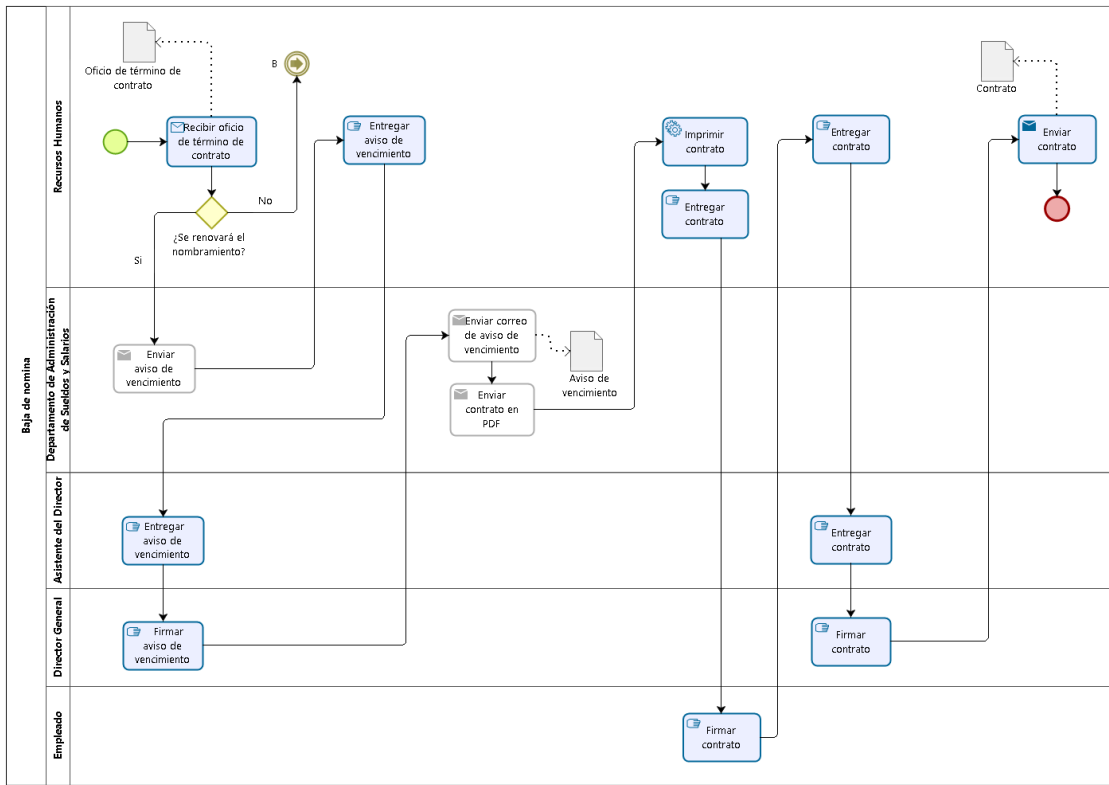 Baja de nomina
Recursos Humanos
Oficio de término de
contrato
B
Recibir oficio
de término de
contrato
No
¿Se renovará el
nombramiento?
Si
Entregar
aviso de
vencimiento
Imprimir
contrato
Entregar
contrato
Entregar
contrato
Contrato
Enviar
contrato
Departamento de Administración
de Sueldos y Salarios
Enviar
aviso de
vencimiento
Enviar correo
de aviso de
vencimiento
Aviso de
vencimiento
Enviar
contrato en
PDF
Asistente del Director
Entregar
aviso de
vencimiento
Entregar
contrato
Director General
Firmar
aviso de
vencimiento
Firmar
contrato
Empleado
Firmar
contrato